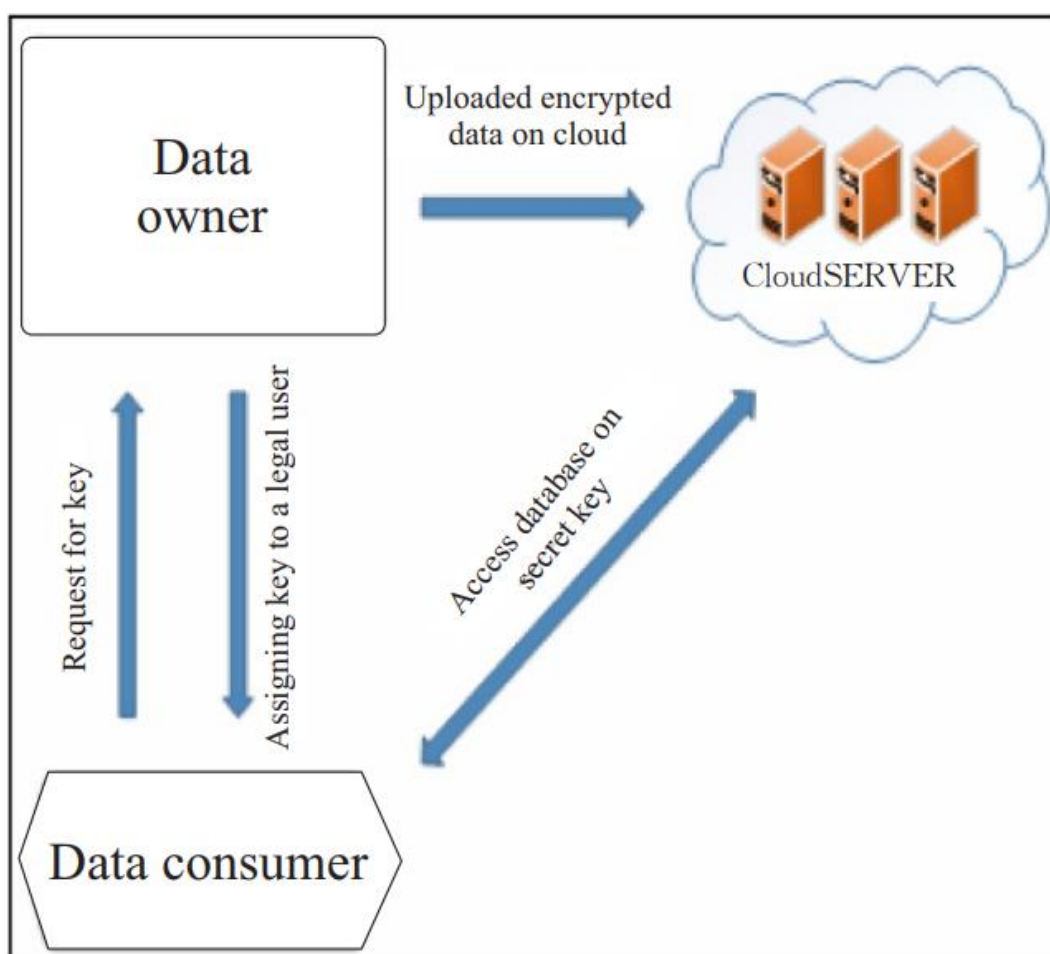 Data
owner
Uploaded encrypted
data on cloud
CloudSERVER
Request for key
Assigning key to a legal user
Access database on
secret key
Data consumer